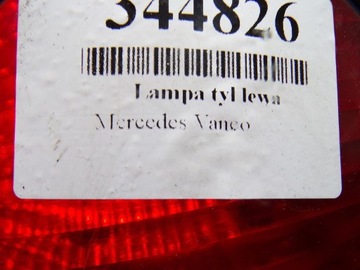 344826
Lampa tył lewa
Mercedes Vaneo